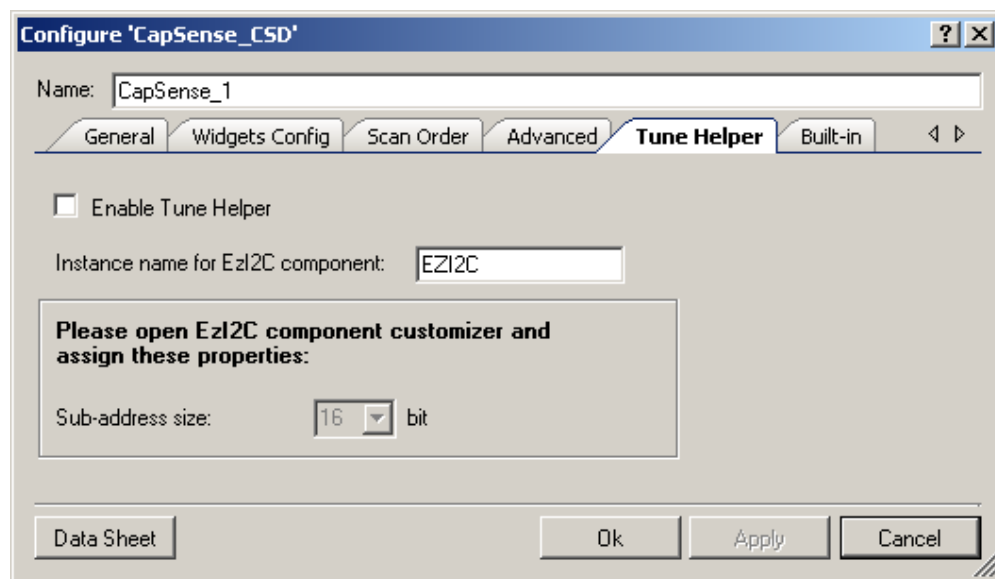 Configure 'CapSense_CSD'
Name: CapSense_1
General Widgets Config Scan Order Advanced Tune Helper Built-in
Enable Tune Helper
Instance name for EzI2C component: EZI2C
Please open EzI2C component customizer and
assign these properties:
Sub-address size: 16 bit
Data Sheet Ok Apply Cancel